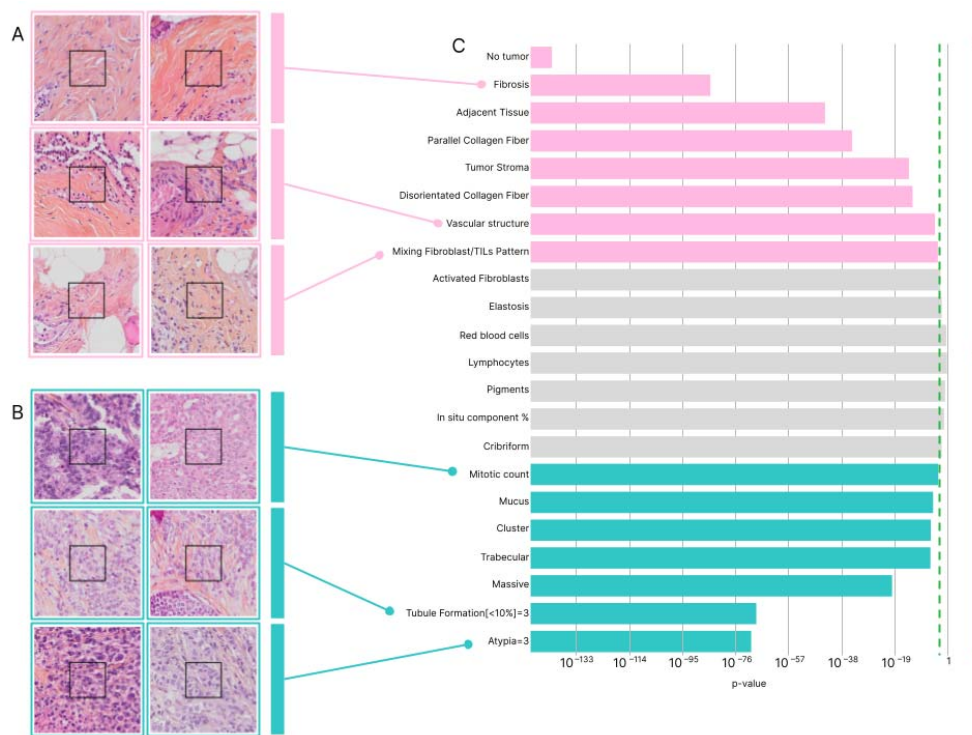 A
C
No tumor
Fibrosis
Adjacent Tissue
Parallel Collagen Fiber
Tumor Stroma
Disorientated Collagen Fiber
Vascular structure
Mixing Fibroblast/TILs Pattern
Activated Fibroblasts
Elastosis
Red blood cells
Lymphocytes
Pigments
In situ component %
Cribriform
B
Mitotic count
Mucus
Cluster
Trabecular
Massive
Tubule Formation[<10%]=3
Atypia=3
10^-133 10^-114 10^-95 10^-76 10^-57 10^-38 10^-19 1
p-value